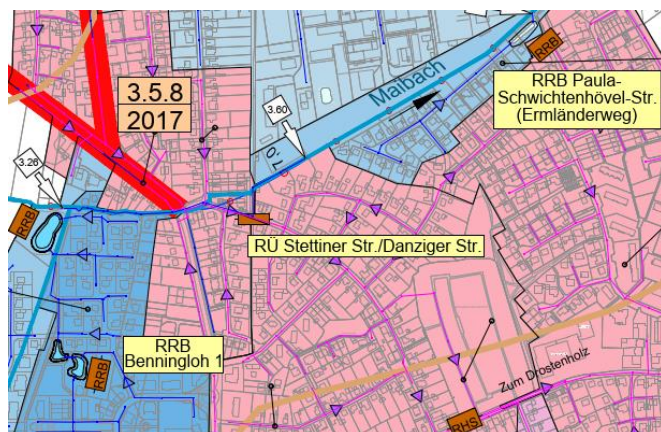 RRB
RRB Paula-
Schwichtenhövel-Str.
(Ermländerweg)
Maibach
3.5.8
2017
3.60
7.0
3.26
RRB
RÜ Stettiner Str./Danziger Str.
RRB
Benningloh 1
RRB
Zum Drostenholz
RHS